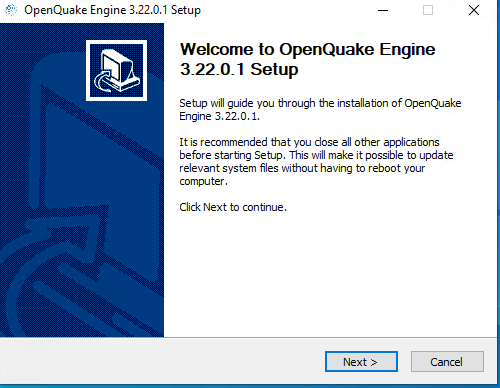 OpenQuake Engine 3.22.0.1 Setup
Welcome to OpenQuake Engine
3.22.0.1 Setup
Setup will guide you through the installation of OpenQuake
Engine 3.22.0.1.
It is recommended that you close all other applications
before starting Setup. This will make it possible to update
relevant system files without having to reboot your
computer.
Click Next to continue.
Next >
Cancel